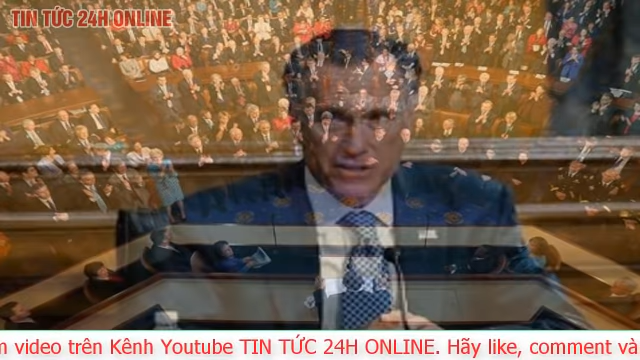 TIN TỨC 24H ONLINE
video trên Kênh Youtube TIN TỨC 24H ONLINE. Hãy like, comment và